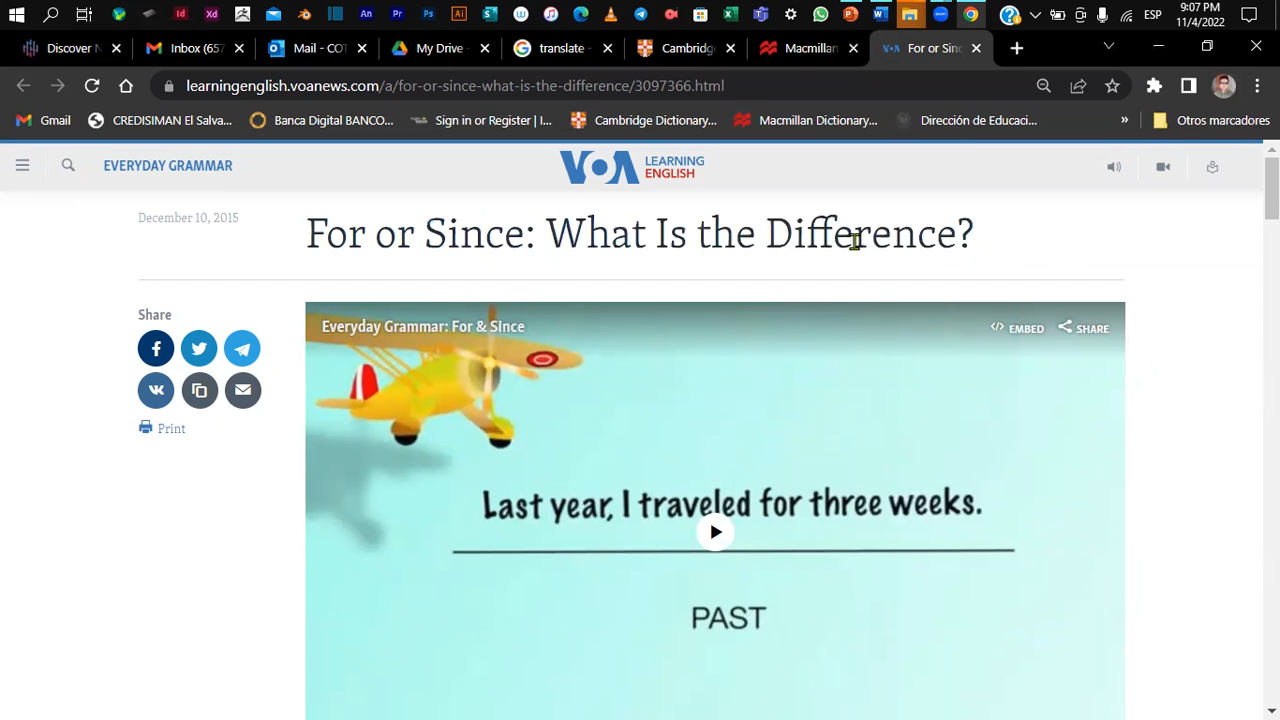 9:07 PM
ESP
11/4/2022
Discover N
Inbox (657
Mail - COT
My Drive -
translate -
Cambridge
Macmillan
For or Sinc
learningenglish.voanews.com/a/for-or-since-what-is-the-difference/3097366.html
Gmail
CREDISIMAN El Salva...
Banca Digital BANCO...
Sign in or Register | I...
Cambridge Dictionary...
Macmillan Dictionary...
Dirección de Educaci...
»
Otros marcadores
EVERYDAY GRAMMAR
VOA LEARNING
ENGLISH
December 10, 2015
For or Since: What Is the Difference?
Share
Print
Everyday Grammar: For & Since
EMBED
SHARE
Last year, I traveled for three weeks.
PAST